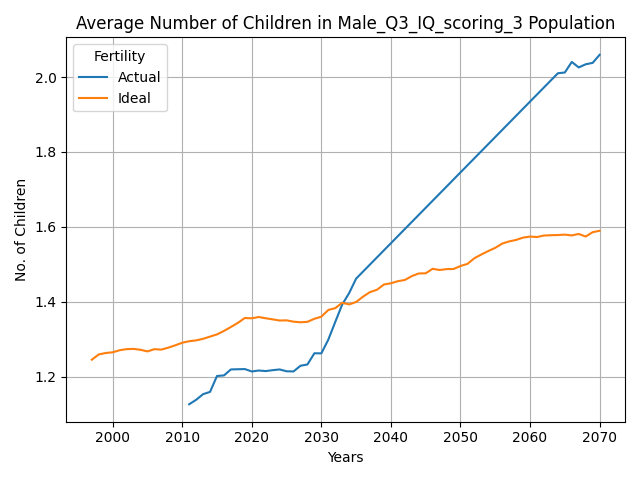 Average Number of Children in Male_Q3_IQ_scoring_3 Population
Fertility
Actual
Ideal
No. of Children
2.0
1.8
1.6
1.4
1.2
2000 2010 2020 2030 2040 2050 2060 2070
Years